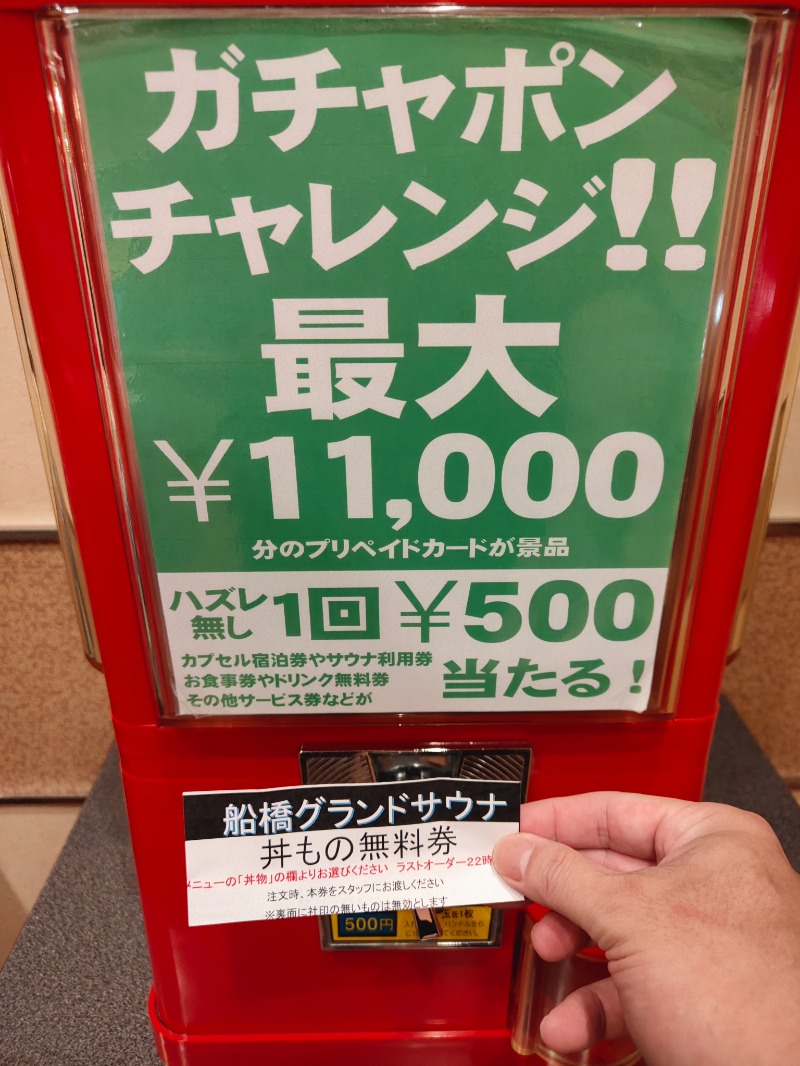 ガチャポン
チャレンジ!!
最大
¥11,000
分のプリペイドカードが景品
ハズレ無し 1回 ¥500
カプセル宿泊券やサウナ利用券
お食事券やドリンク無料券
その他サービス券などが
当たる!
船橋グランドサウナ
丼もの無料券
メニューの「丼物」の欄よりお選びください ラストオーダー22時
注文時、本券をスタッフにお渡しください
※裏面に社印の無いものは無効とします
500円
玉を1枚